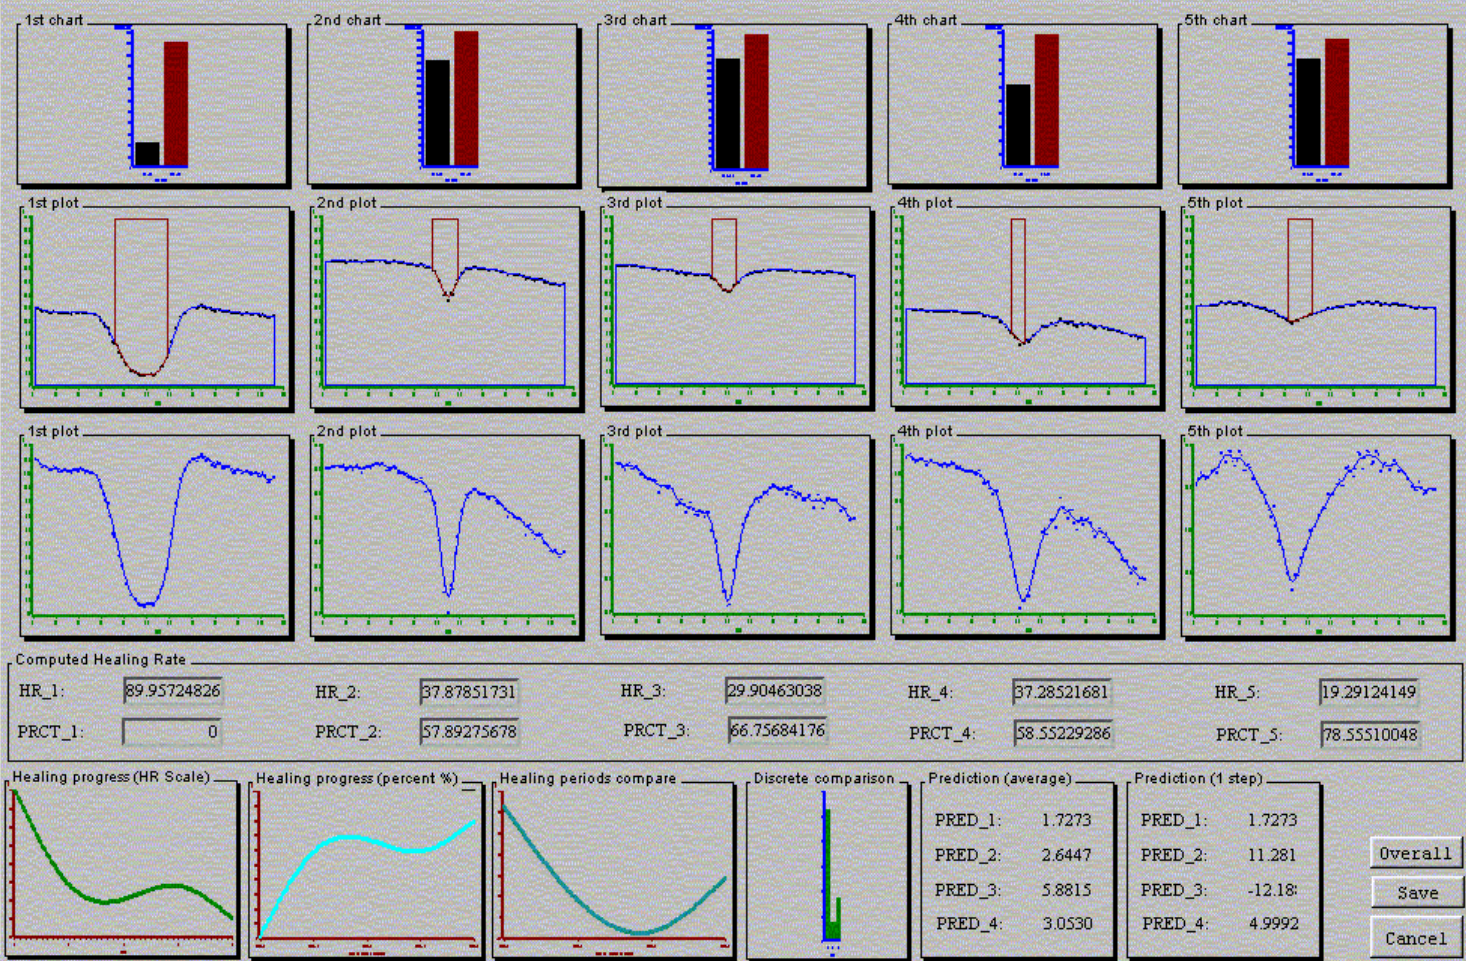 1st chart 2nd chart 3rd chart 4th chart 5th chart
1st plot 2nd plot 3rd plot 4th plot 5th plot
1st plot 2nd plot 3rd plot 4th plot 5th plot
Computed Healing Rate
HR_1: 89.95724826 HR_2: 37.87851731 HR_3: 29.90463038 HR_4: 37.28521681 HR_5: 19.29124149
PRCT_1: 0 PRCT_2: 57.89275678 PRCT_3: 66.75684176 PRCT_4: 58.55229286 PRCT_5: 78.55510048
Healing progress (HR Scale) Healing progress (percent %) Healing periods compare Discrete comparison Prediction (average) Prediction (1 step)
PRED_1: 1.7273 PRED_1: 1.7273
PRED_2: 2.6447 PRED_2: 11.281
PRED_3: 5.8815 PRED_3: -12.18
PRED_4: 3.0530 PRED_4: 4.9992
Overall
Save
Cancel